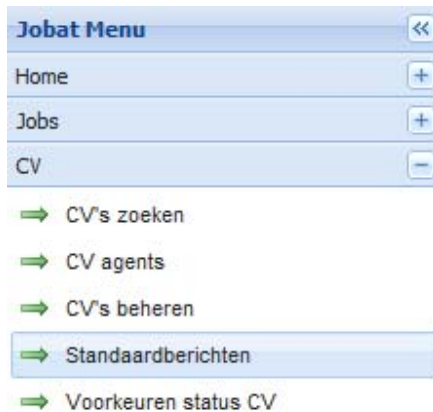 Jobat Menu
Home
Jobs
CV
CV's zoeken
CV agents
CV's beheren
Standaardberichten
Voorkeuren status CV